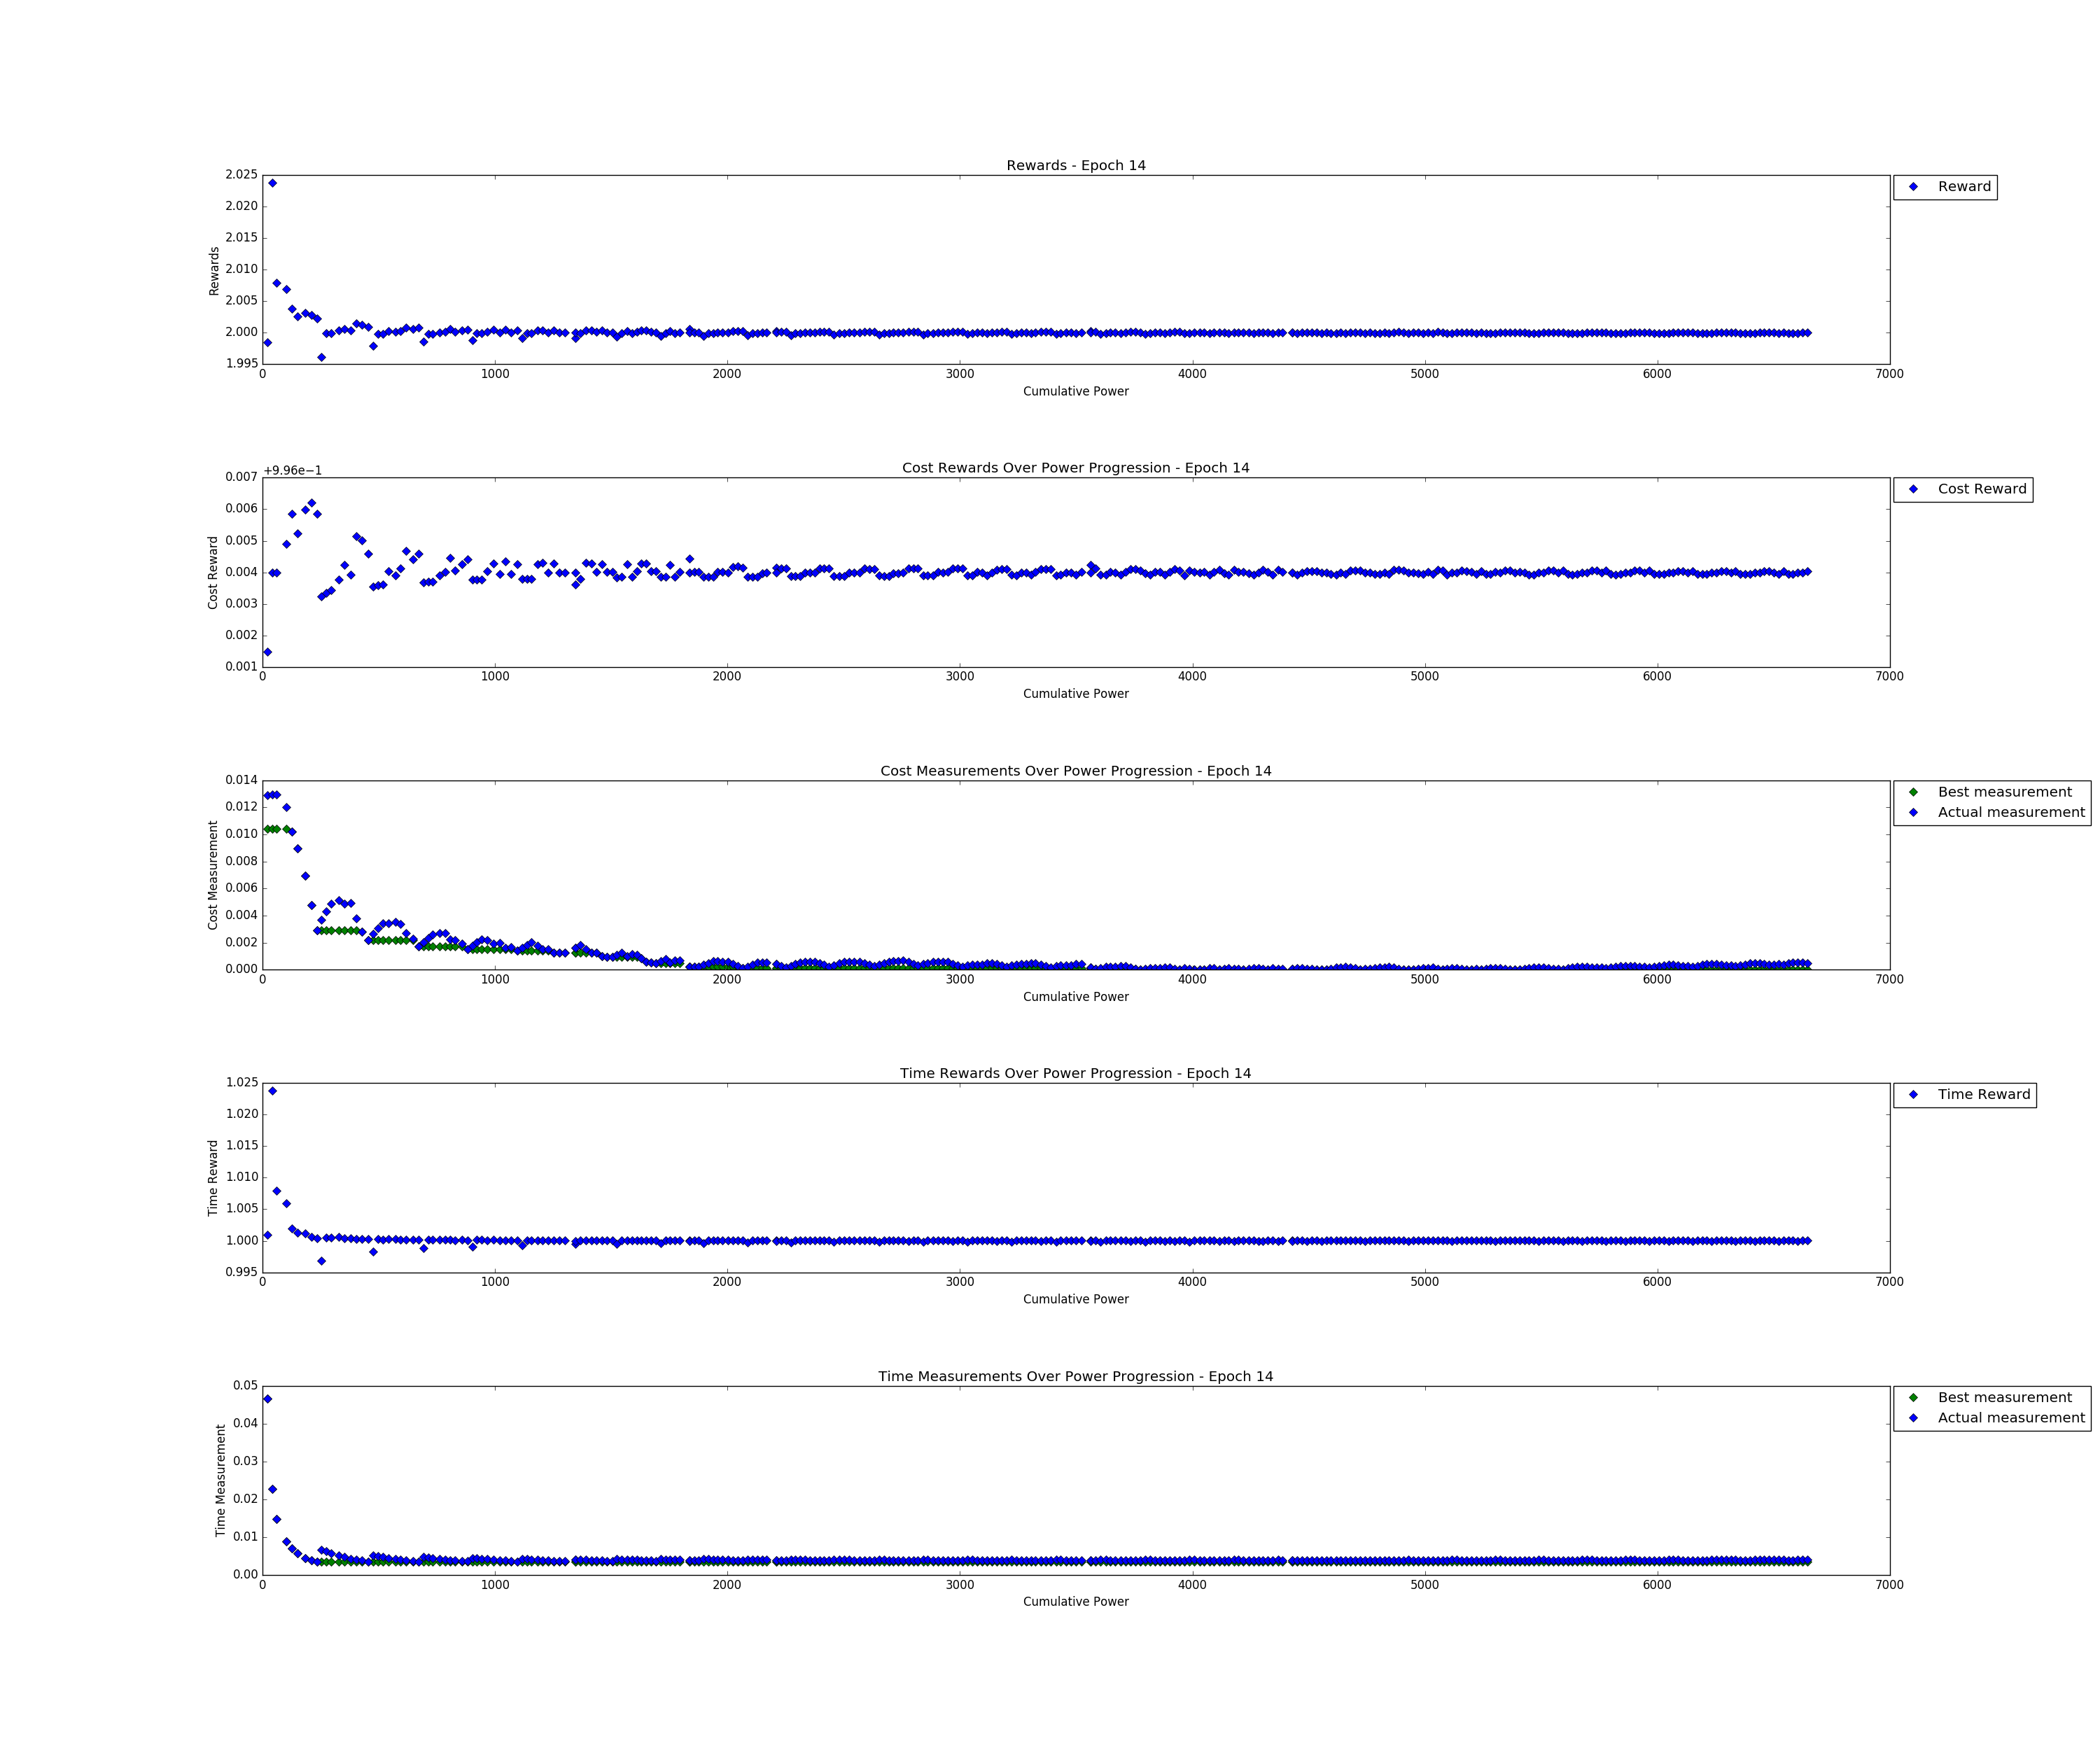 Rewards - Epoch 14
2.025
2.020
2.015
2.010
2.005
2.000
1.995
Rewards
0 1000 2000 3000 4000 5000 6000 7000
Cumulative Power
Reward
Cost Rewards Over Power Progression - Epoch 14
+9.96e−1
0.007
0.006
0.005
0.004
0.003
0.002
0.001
Cost Reward
0 1000 2000 3000 4000 5000 6000 7000
Cumulative Power
Cost Reward
Cost Measurements Over Power Progression - Epoch 14
0.014
0.012
0.010
0.008
0.006
0.004
0.002
0.000
Cost Measurement
0 1000 2000 3000 4000 5000 6000 7000
Cumulative Power
Best measurement
Actual measurement
Time Rewards Over Power Progression - Epoch 14
1.025
1.020
1.015
1.010
1.005
1.000
0.995
Time Reward
0 1000 2000 3000 4000 5000 6000 7000
Cumulative Power
Time Reward
Time Measurements Over Power Progression - Epoch 14
0.05
0.04
0.03
0.02
0.01
0.00
Time Measurement
0 1000 2000 3000 4000 5000 6000 7000
Cumulative Power
Best measurement
Actual measurement